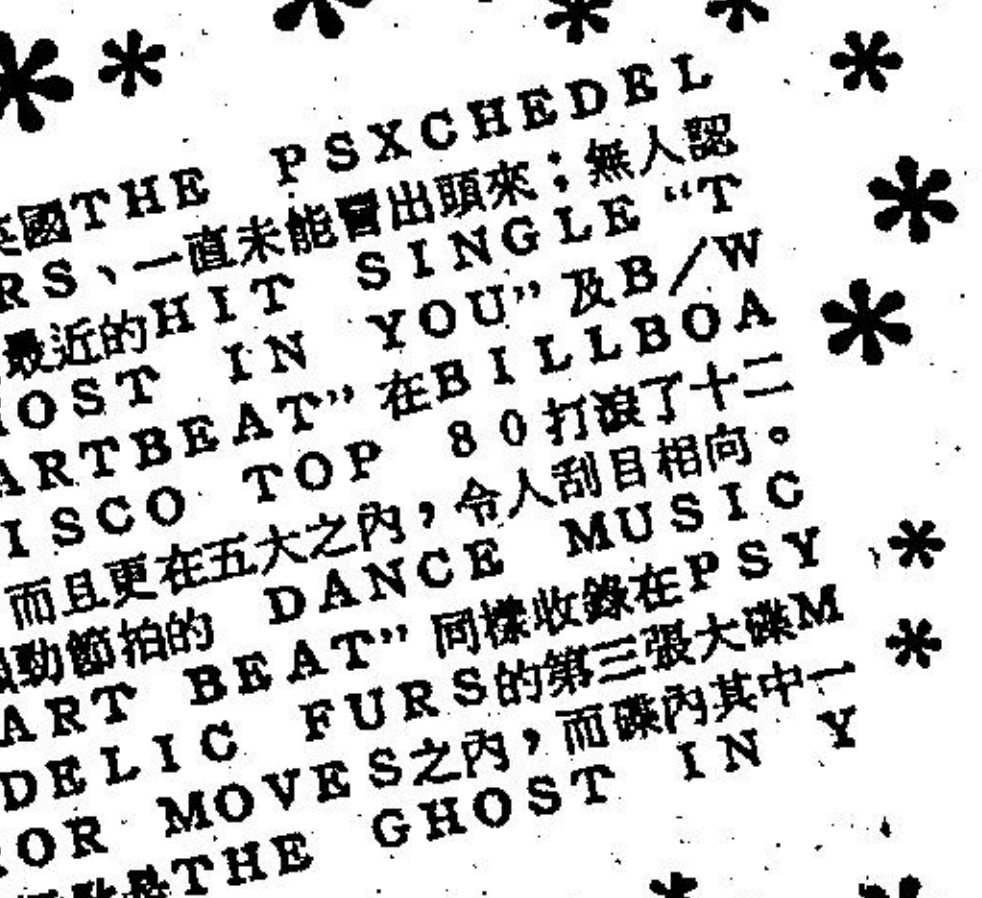 國THE PSXCHEDEL
RS、一直未能冒出頭來；無人認
最近的HIT SINGLE “T
OST IN YOU” 及B／W
ARTBEAT” 在BILLBOA
ISCO TOP 80打滾了十二
而且更在五大之內，令人刮目相向。
動節拍的 DANCE MUSIC
ART BEAT” 同樣收錄在PSY
DELIC FURS的第三張大碟M
ROR MOVES之內，而碟內其中一
THE GHOST IN Y